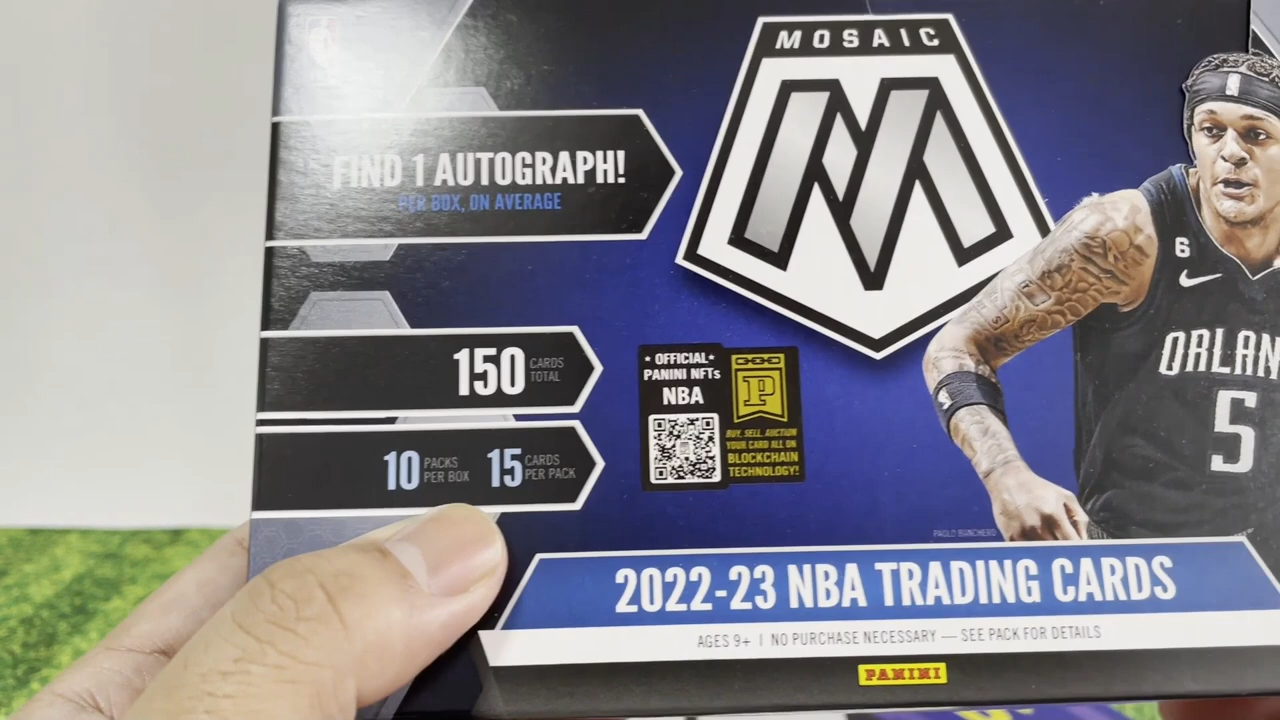 MOSAIC
FIND 1 AUTOGRAPH!
PER BOX, ON AVERAGE
150 CARDS TOTAL
10 PACKS PER BOX 15 CARDS PER PACK
* OFFICIAL*
PANINI NFTs
NBA
P
BUY, SELL, AUCTION
YOUR CARD ALL ON
BLOCKCHAIN
TECHNOLOGY!
6
ORLAN
5
PAOLO BANCHERO
2022-23 NBA TRADING CARDS
AGES 9+ | NO PURCHASE NECESSARY — SEE PACK FOR DETAILS
PANINI